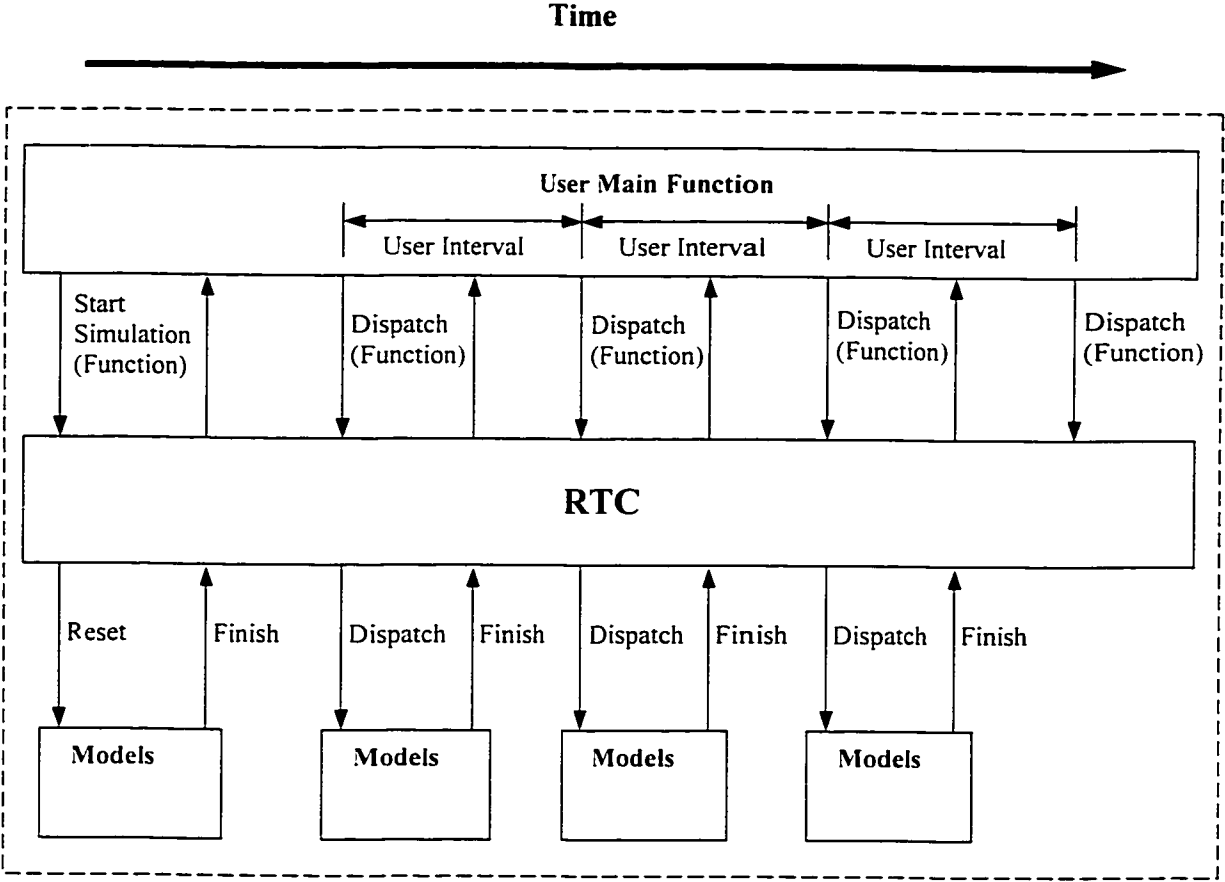 Time
User Main Function
User Interval
User Interval
User Interval
Start
Simulation
(Function)
Dispatch
(Function)
Dispatch
(Function)
Dispatch
(Function)
Dispatch
(Function)
RTC
Reset
Finish
Dispatch
Finish
Dispatch
Finish
Dispatch
Finish
Models
Models
Models
Models